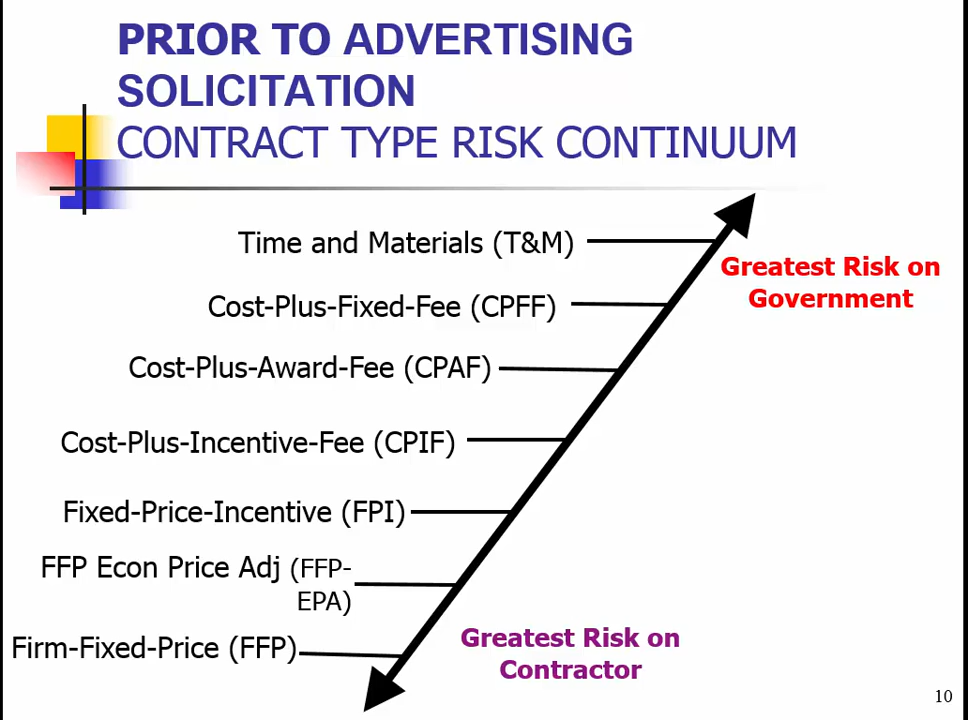 PRIOR TO ADVERTISING
SOLICITATION
CONTRACT TYPE RISK CONTINUUM
Time and Materials (T&M)
Greatest Risk on
Government
Cost-Plus-Fixed-Fee (CPFF)
Cost-Plus-Award-Fee (CPAF)
Cost-Plus-Incentive-Fee (CPIF)
Fixed-Price-Incentive (FPI)
FFP Econ Price Adj (FFP-
EPA)
Firm-Fixed-Price (FFP)
Greatest Risk on
Contractor
10